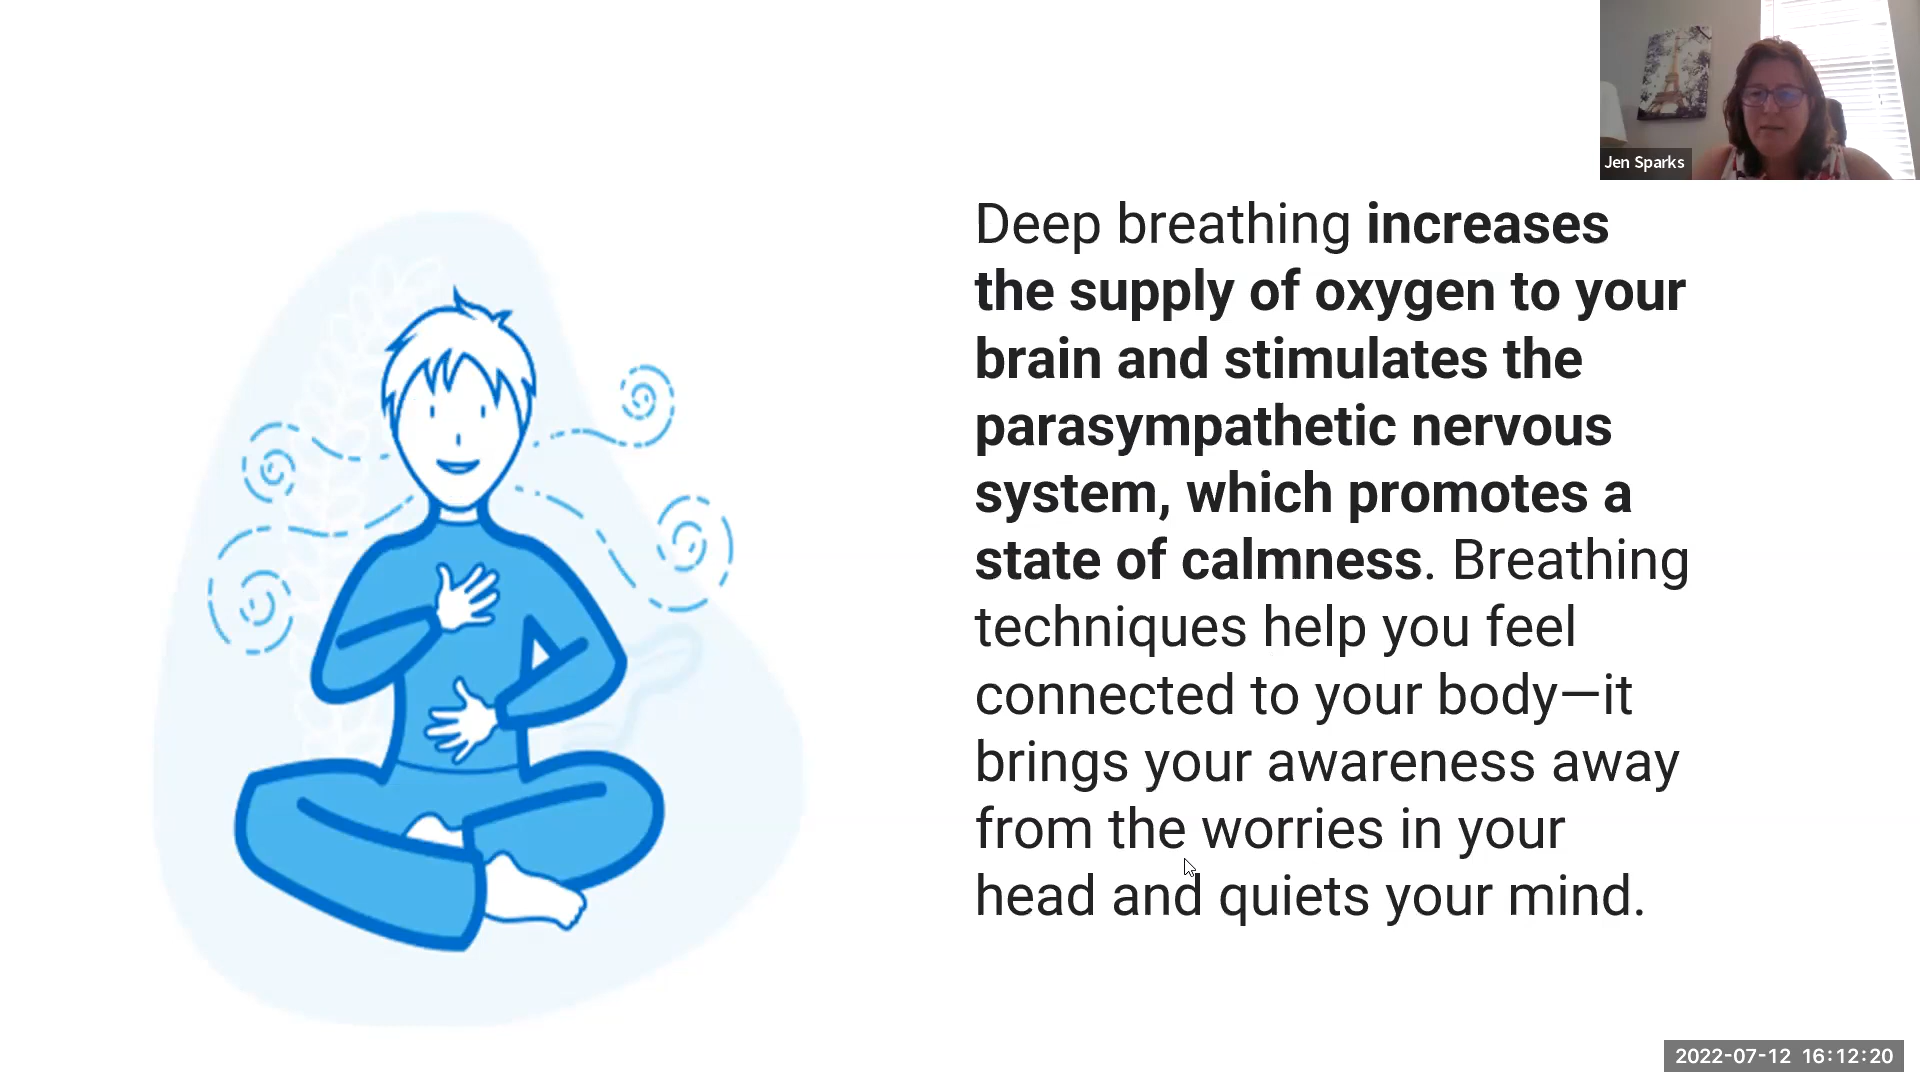 Jen Sparks
Deep breathing increases
the supply of oxygen to your
brain and stimulates the
parasympathetic nervous
system, which promotes a
state of calmness. Breathing
techniques help you feel
connected to your body—it
brings your awareness away
from the worries in your
head and quiets your mind.
2022-07-12 16:12:20